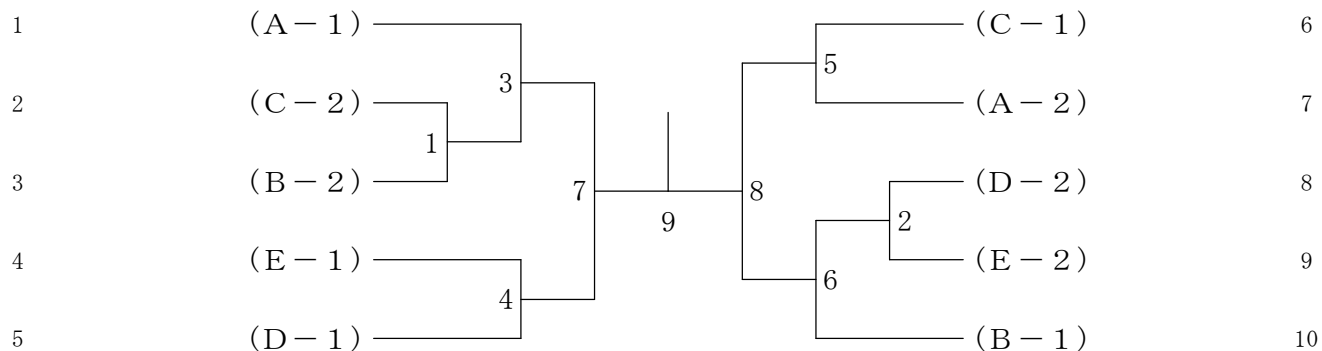 1 (A－1) (C－1) 6
3 5
2 (C－2) (A－2) 7
1
3 (B－2) 7 8 (D－2) 8
9 2
4 (E－1) (E－2) 9
4 6
5 (D－1) (B－1) 10